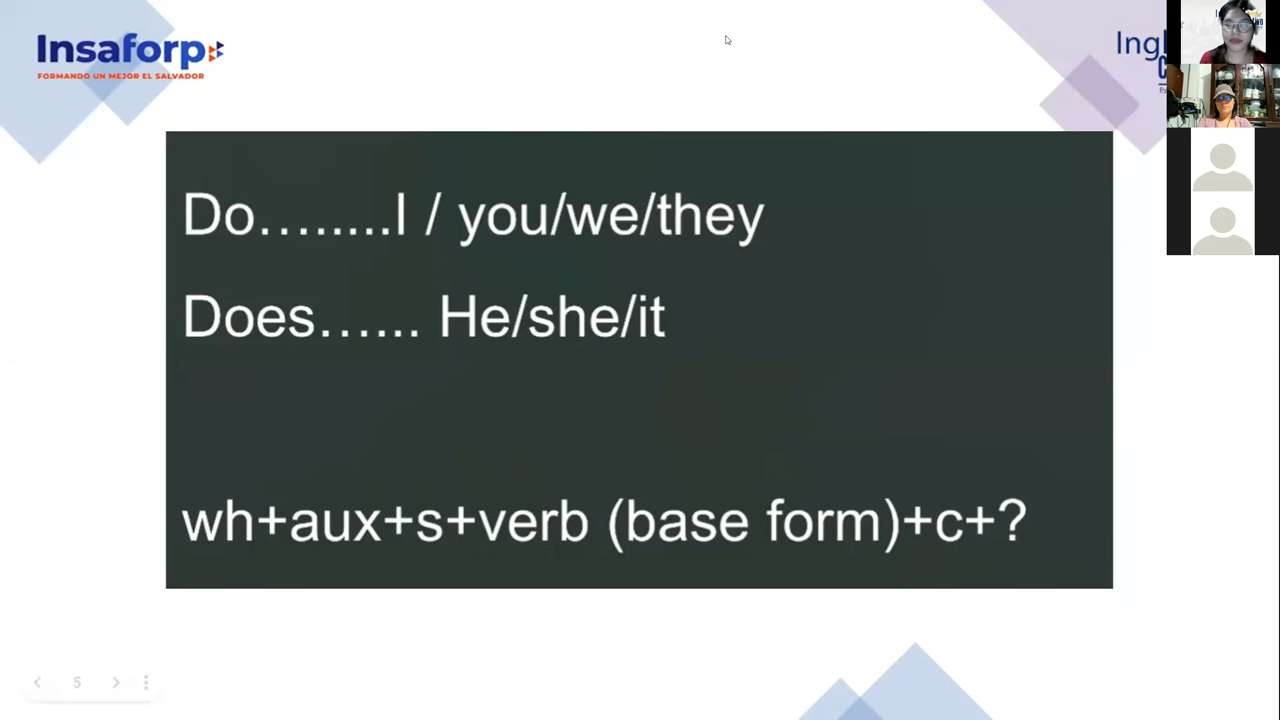 Insaforp
FORMANDO UN MEJOR EL SALVADOR
Do…......I / you/we/they
Does…... He/she/it
wh+aux+s+verb (base form)+c+?
5